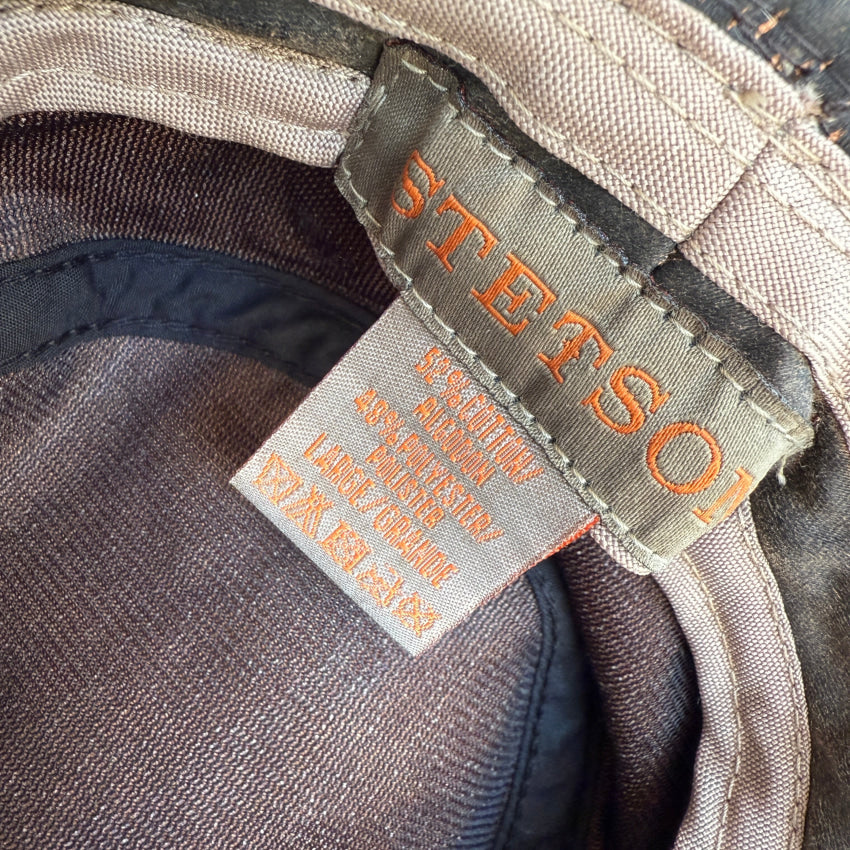 STETSON
52% COTTON/
ALGODON
48% POLYESTER/
POLIESTER
LARGE/GRANDE